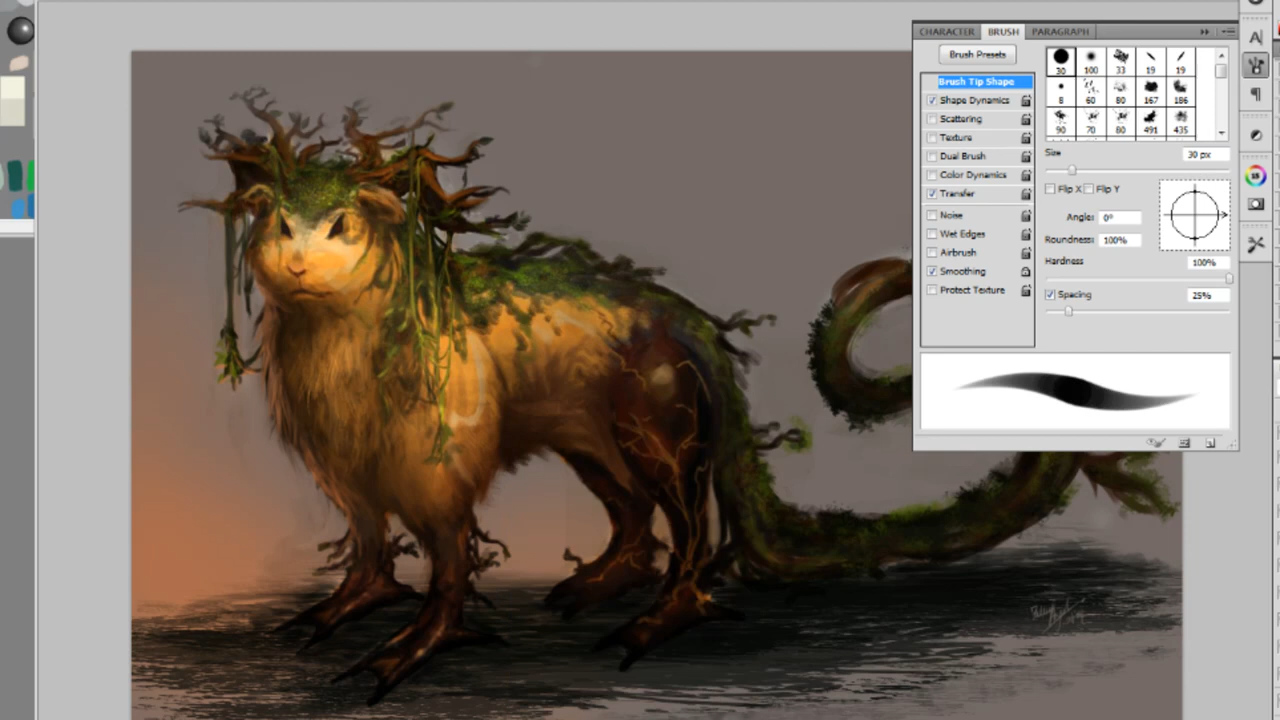 CHARACTER BRUSH PARAGRAPH
Brush Presets
Brush Tip Shape
Shape Dynamics
Scattering
Texture
Dual Brush
Color Dynamics
Transfer
Noise
Wet Edges
Airbrush
Smoothing
Protect Texture
30 100 33 19 19
8 60 80 167 186
90 70 80 491 435
Size 30 px
Flip X Flip Y
Angle: 0°
Roundness: 100%
Hardness 100%
Spacing 25%